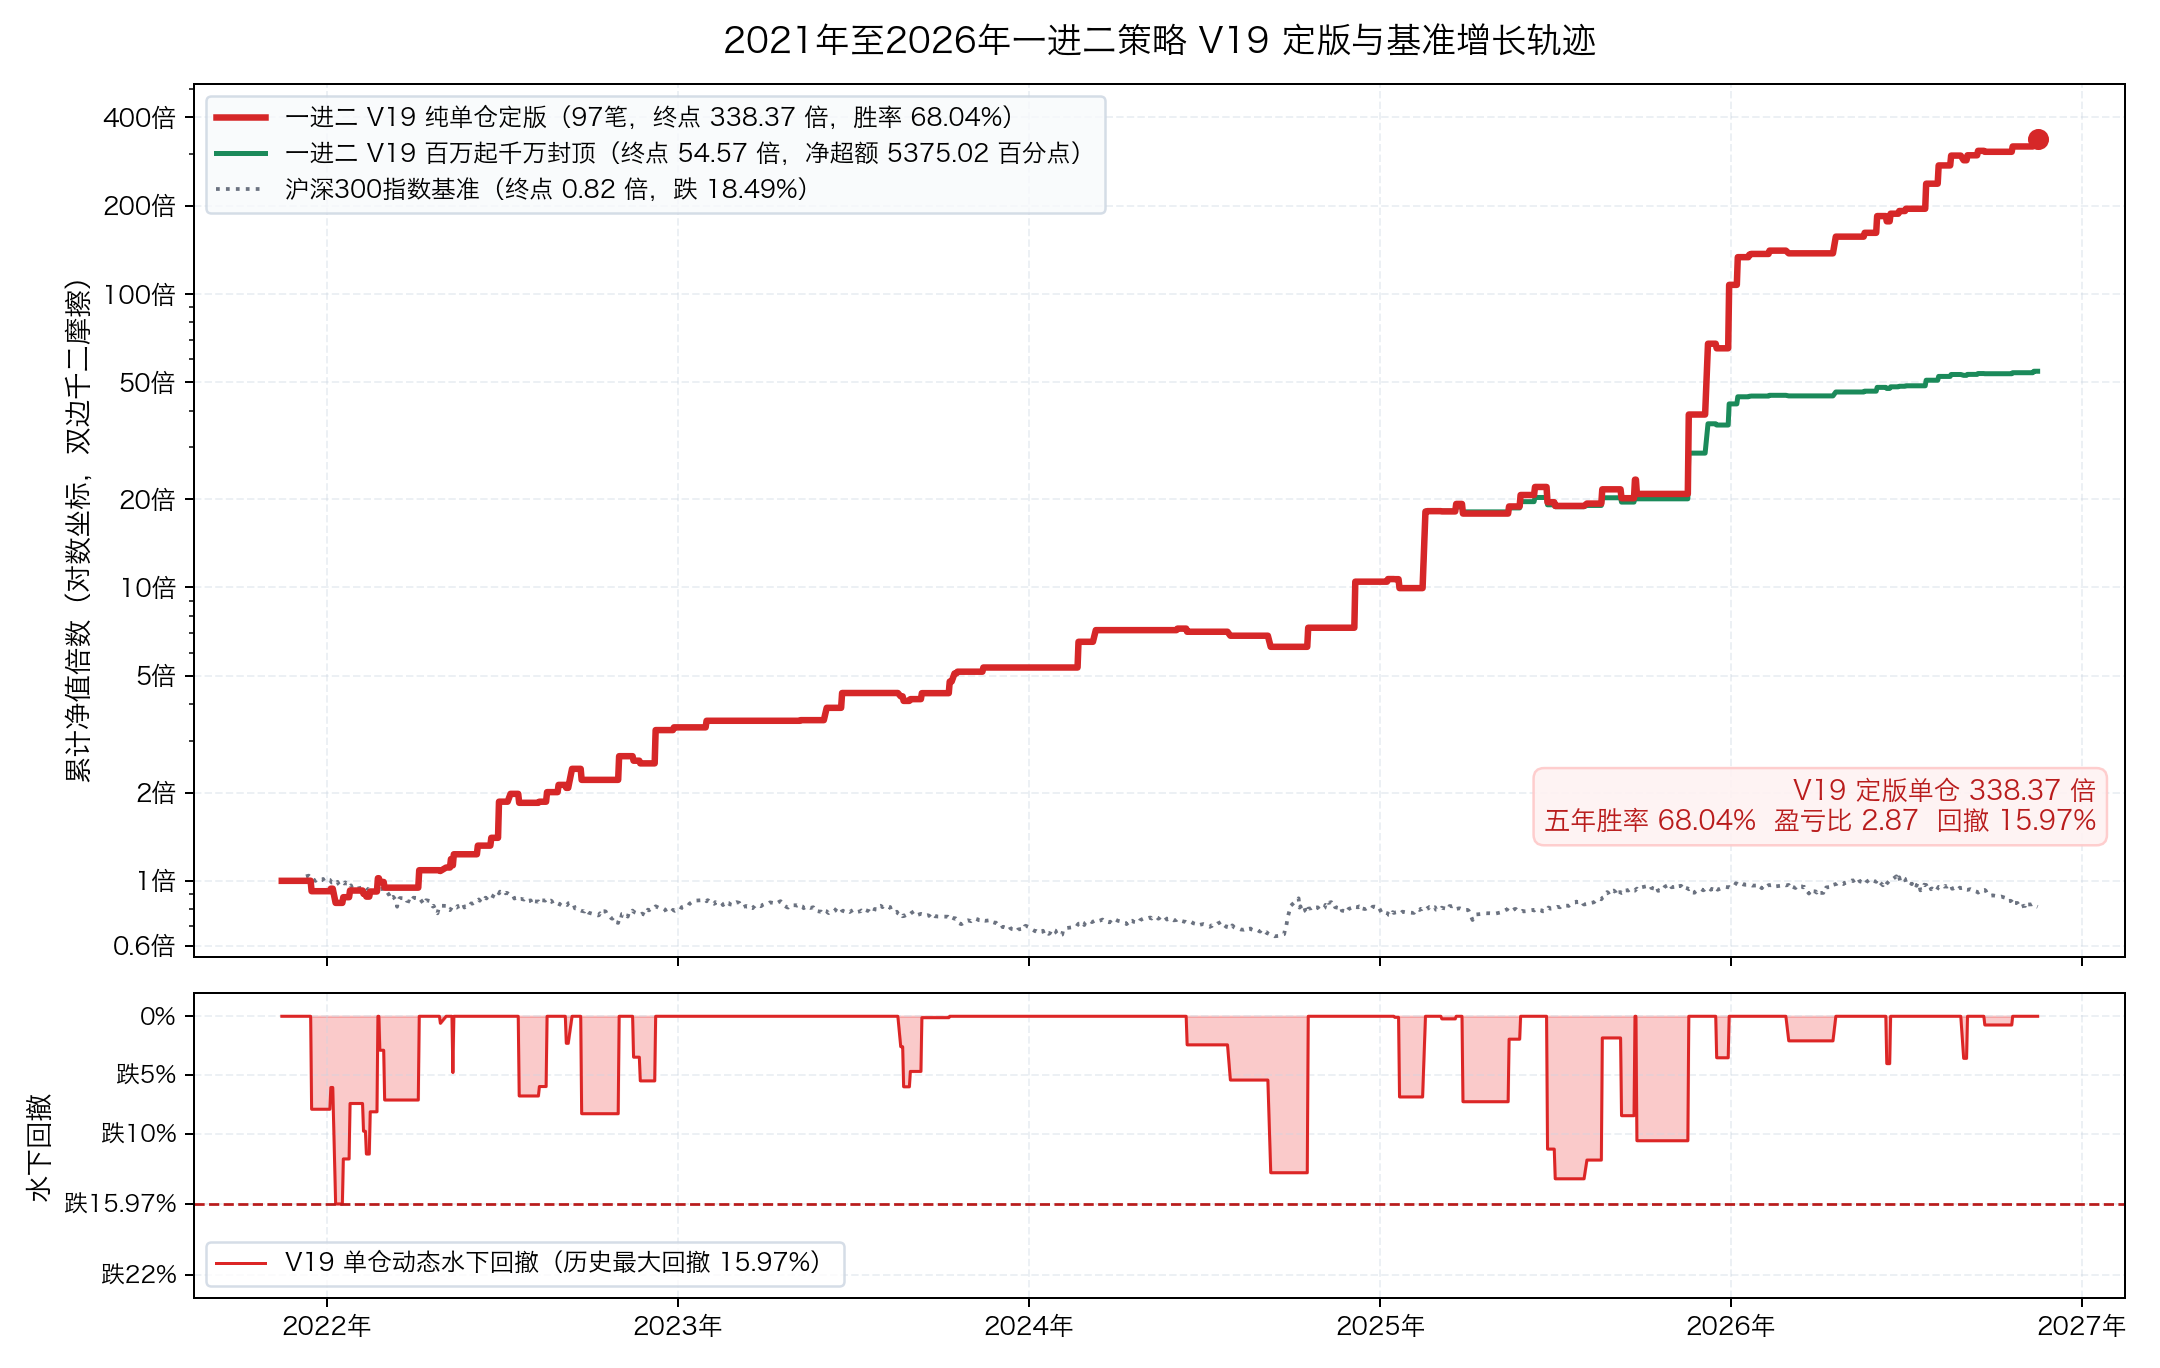 2021年至2026年一进二策略 V19 定版与基准增长轨迹
一进二 V19 纯单仓定版（97笔，终点 338.37 倍，胜率 68.04%）
一进二 V19 百万起千万封顶（终点 54.57 倍，净超额 5375.02 百分点）
沪深300指数基准（终点 0.82 倍，跌 18.49%）
累计净值倍数（对数坐标，双边千二摩擦）
400倍
200倍
100倍
50倍
20倍
10倍
5倍
2倍
1倍
0.6倍
V19 定版单仓 338.37 倍
五年胜率 68.04%  盈亏比 2.87  回撤 15.97%
水下回撤
0%
跌5%
跌10%
跌15.97%
跌22%
V19 单仓动态水下回撤（历史最大回撤 15.97%）
2022年
2023年
2024年
2025年
2026年
2027年